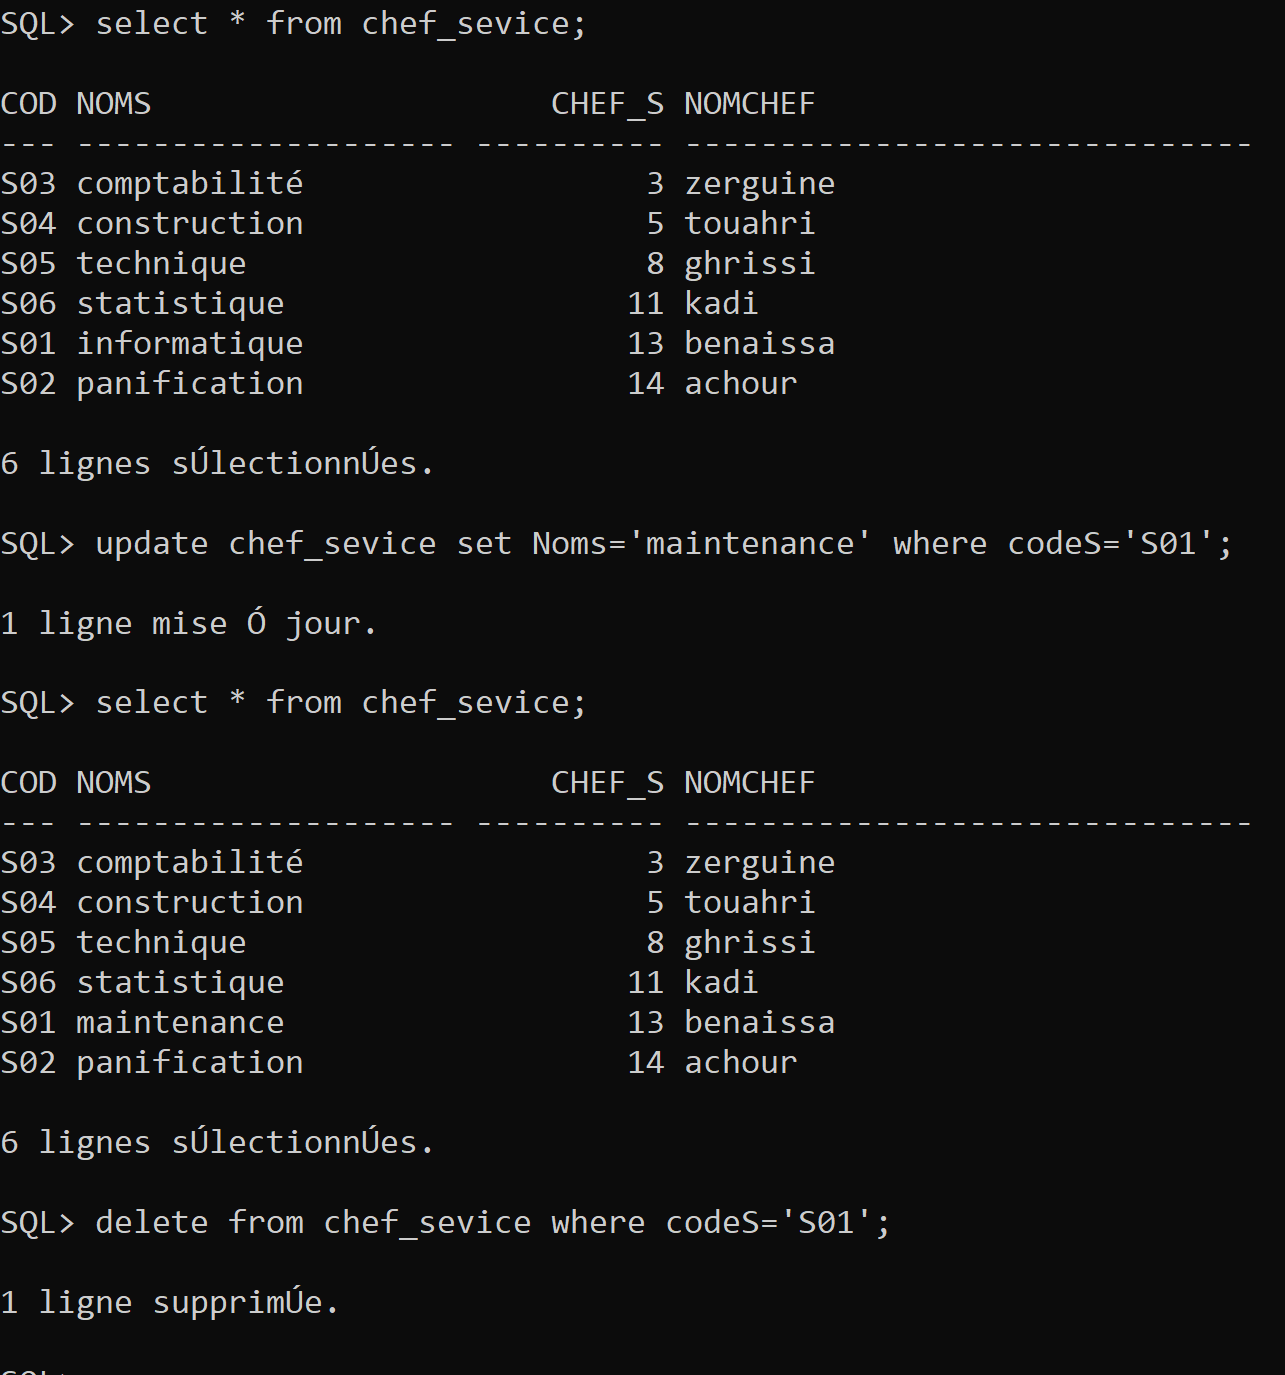 SQL> select * from chef_sevice;
COD NOMS                         CHEF_S NOMCHEF
--- -------------------- ---------- ------------------------------
S03 comptabilité                  3 zerguine
S04 construction                  5 touahri
S05 technique                     8 ghrissi
S06 statistique                  11 kadi
S01 informatique                 13 benaissa
S02 panification                 14 achour
6 lignes sÚlectionnÚes.
SQL> update chef_sevice set Noms='maintenance' where codeS='S01';
1 ligne mise Ó jour.
SQL> select * from chef_sevice;
COD NOMS                         CHEF_S NOMCHEF
--- -------------------- ---------- ------------------------------
S03 comptabilité                  3 zerguine
S04 construction                  5 touahri
S05 technique                     8 ghrissi
S06 statistique                  11 kadi
S01 maintenance                  13 benaissa
S02 panification                 14 achour
6 lignes sÚlectionnÚes.
SQL> delete from chef_sevice where codeS='S01';
1 ligne supprimÚe.
SQL>